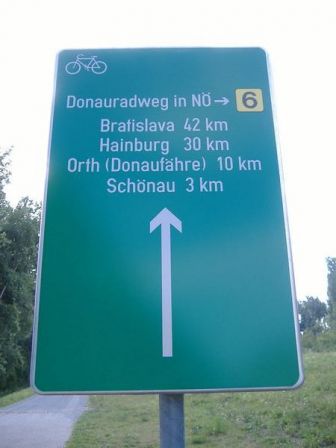 Donauradweg in NÖ → 6
Bratislava 42 km
Hainburg 30 km
Orth (Donaufähre) 10 km
Schönau 3 km